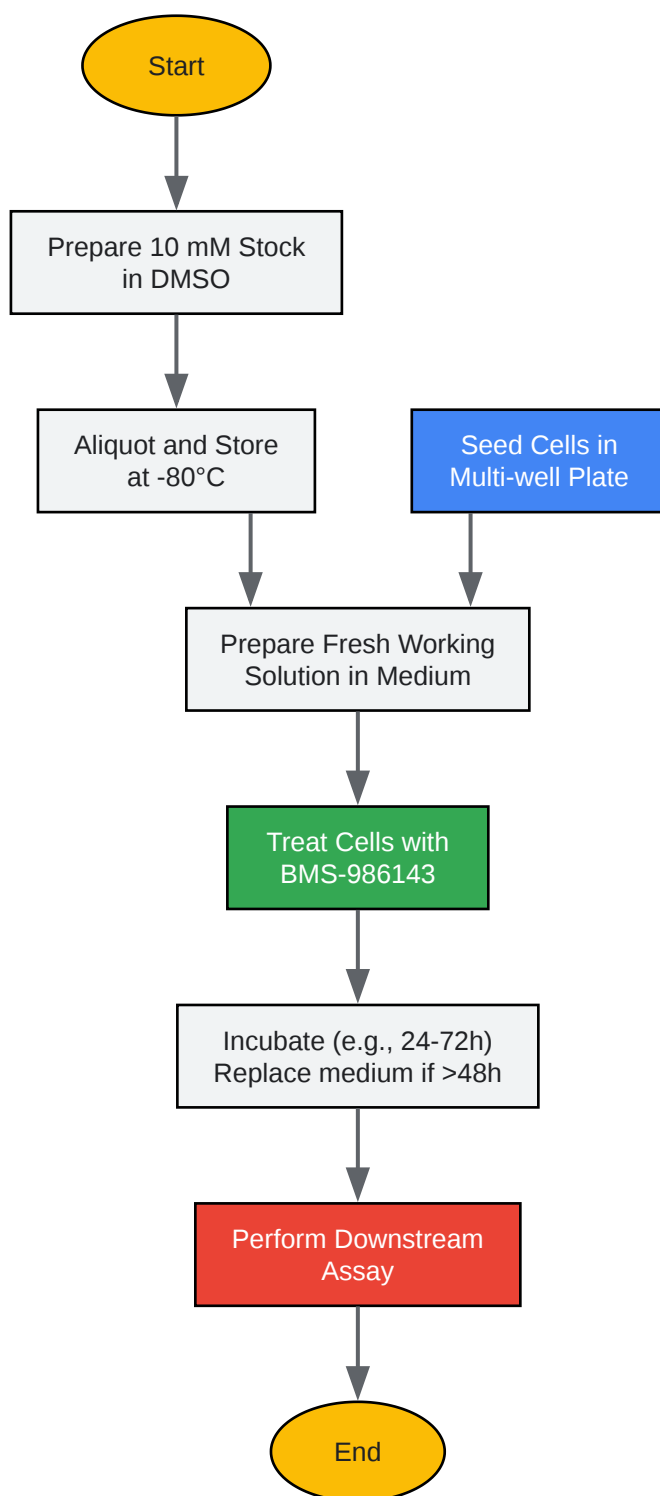 Start
Prepare 10 mM Stock
in DMSO
Aliquot and Store
at -80°C
Seed Cells in
Multi-well Plate
Prepare Fresh Working
Solution in Medium
Treat Cells with
BMS-986143
Incubate (e.g., 24-72h)
Replace medium if >48h
Perform Downstream
Assay
End